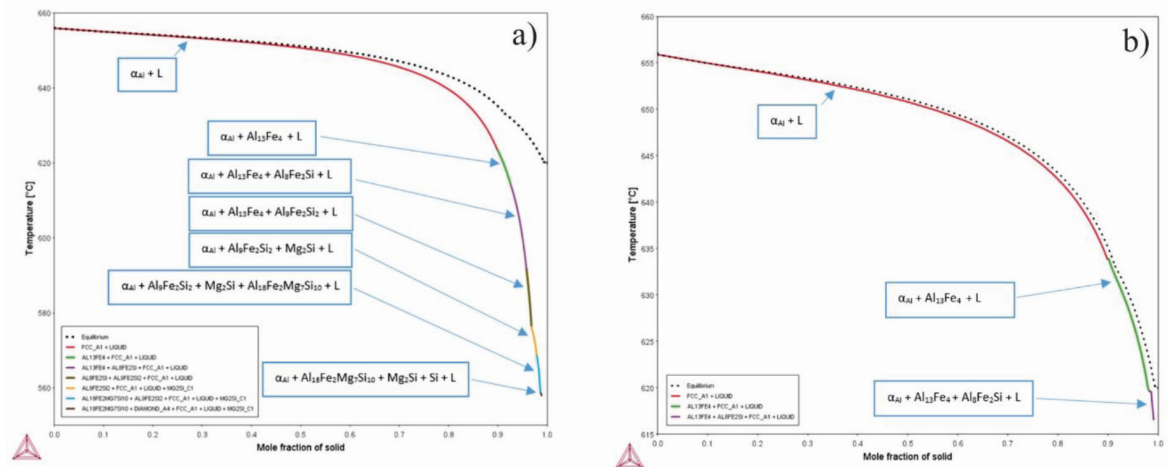 a)
660
640
620
600
580
560
Temperature [°C]
αAl + L
αAl + Al₁₃Fe₄ + L
αAl + Al₁₃Fe₄ + Al₈Fe₂Si + L
αAl + Al₁₃Fe₄ + Al₉Fe₂Si₂ + L
αAl + Al₉Fe₂Si₂ + Mg₂Si + L
αAl + Al₉Fe₂Si₂ + Mg₂Si + Al₁₈Fe₂Mg₇Si₁₀ + L
αAl + Al₁₈Fe₂Mg₇Si₁₀ + Mg₂Si + Si + L
Equilibrium
FCC_A1 + LIQUID
AL13FE4 + FCC_A1 + LIQUID
AL13FE4 + AL8FE2SI + FCC_A1 + LIQUID
AL8FE2SI + AL9FE2SI2 + FCC_A1 + LIQUID
AL9FE2SI2 + FCC_A1 + LIQUID + MG2SI_C1
AL18FE2MG7SI10 + AL9FE2SI2 + FCC_A1 + LIQUID + MG2SI_C1
AL18FE2MG7SI10 + DIAMOND_A4 + FCC_A1 + LIQUID + MG2SI_C1
0.0 0.1 0.2 0.3 0.4 0.5 0.6 0.7 0.8 0.9 1.0
Mole fraction of solid
b)
660
655
650
645
640
635
630
625
620
615
Temperature [°C]
αAl + L
αAl + Al₁₃Fe₄ + L
αAl + Al₁₃Fe₄ + Al₈Fe₂Si + L
Equilibrium
FCC_A1 + LIQUID
AL13FE4 + FCC_A1 + LIQUID
AL13FE4 + AL8FE2SI + FCC_A1 + LIQUID
0.0 0.1 0.2 0.3 0.4 0.5 0.6 0.7 0.8 0.9 1.0
Mole fraction of solid